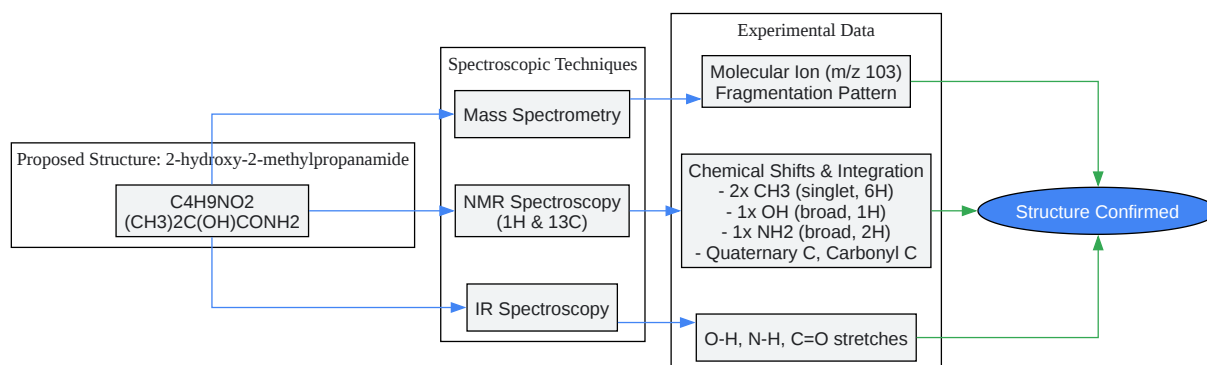 Proposed Structure: 2-hydroxy-2-methylpropanamide
C4H9NO2
(CH3)2C(OH)CONH2
Spectroscopic Techniques
Mass Spectrometry
NMR Spectroscopy
(1H & 13C)
IR Spectroscopy
Experimental Data
Molecular Ion (m/z 103)
Fragmentation Pattern
Chemical Shifts & Integration
- 2x CH3 (singlet, 6H)
- 1x OH (broad, 1H)
- 1x NH2 (broad, 2H)
- Quaternary C, Carbonyl C
O-H, N-H, C=O stretches
Structure Confirmed